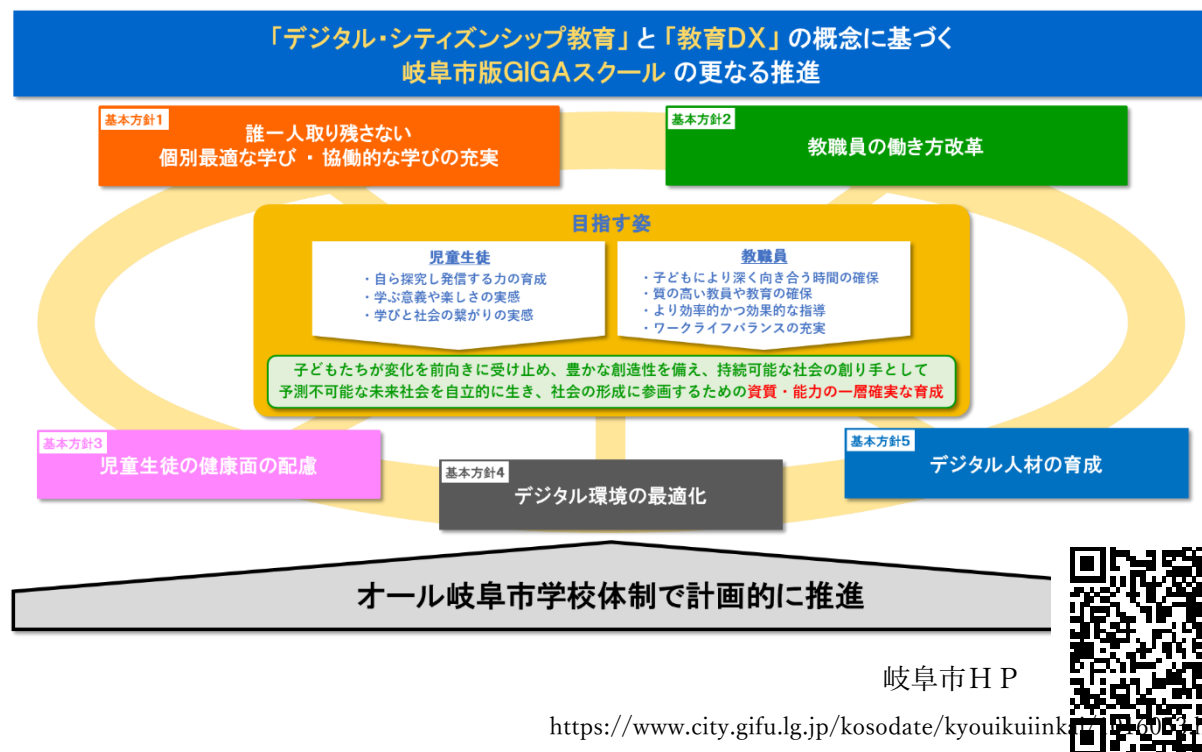 「デジタル・シティズンシップ教育」と「教育DX」の概念に基づく
岐阜市版GIGAスクール の更なる推進
基本方針1
誰一人取り残さない
個別最適な学び ・ 協働的な学びの充実
基本方針2
教職員の働き方改革
目指す姿
児童生徒
・自ら探究し発信する力の育成
・学ぶ意義や楽しさの実感
・学びと社会の繋がりの実感
教職員
・子どもにより深く向き合う時間の確保
・質の高い教員や教育の確保
・より効率的かつ効果的な指導
・ワークライフバランスの充実
子どもたちが変化を前向きに受け止め、豊かな創造性を備え、持続可能な社会の創り手として
予測不可能な未来社会を自立的に生き、社会の形成に参画するための資質・能力の一層確実な育成
基本方針3
児童生徒の健康面の配慮
基本方針4
デジタル環境の最適化
基本方針5
デジタル人材の育成
オール岐阜市学校体制で計画的に推進
岐阜市ＨＰ
https://www.city.gifu.lg.jp/kosodate/kyouikuiinkai